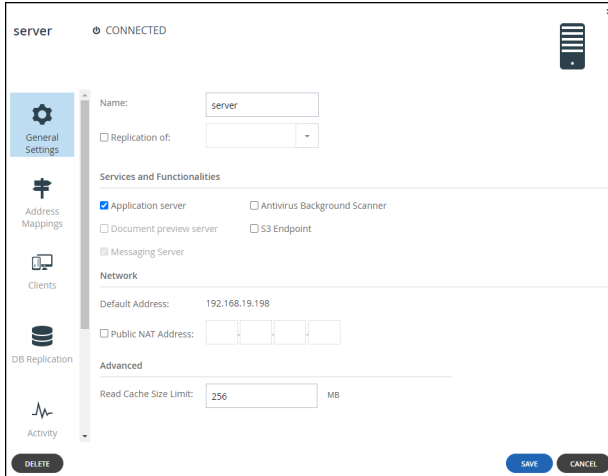 server
CONNECTED
General
Settings
Address
Mappings
Clients
DB Replication
Activity
Name:
server
Replication of:
Services and Functionalities
Application server
Antivirus Background Scanner
Document preview server
S3 Endpoint
Messaging Server
Network
Default Address:
192.168.19.198
Public NAT Address:
. . .
Advanced
Read Cache Size Limit:
256
MB
DELETE
SAVE
CANCEL